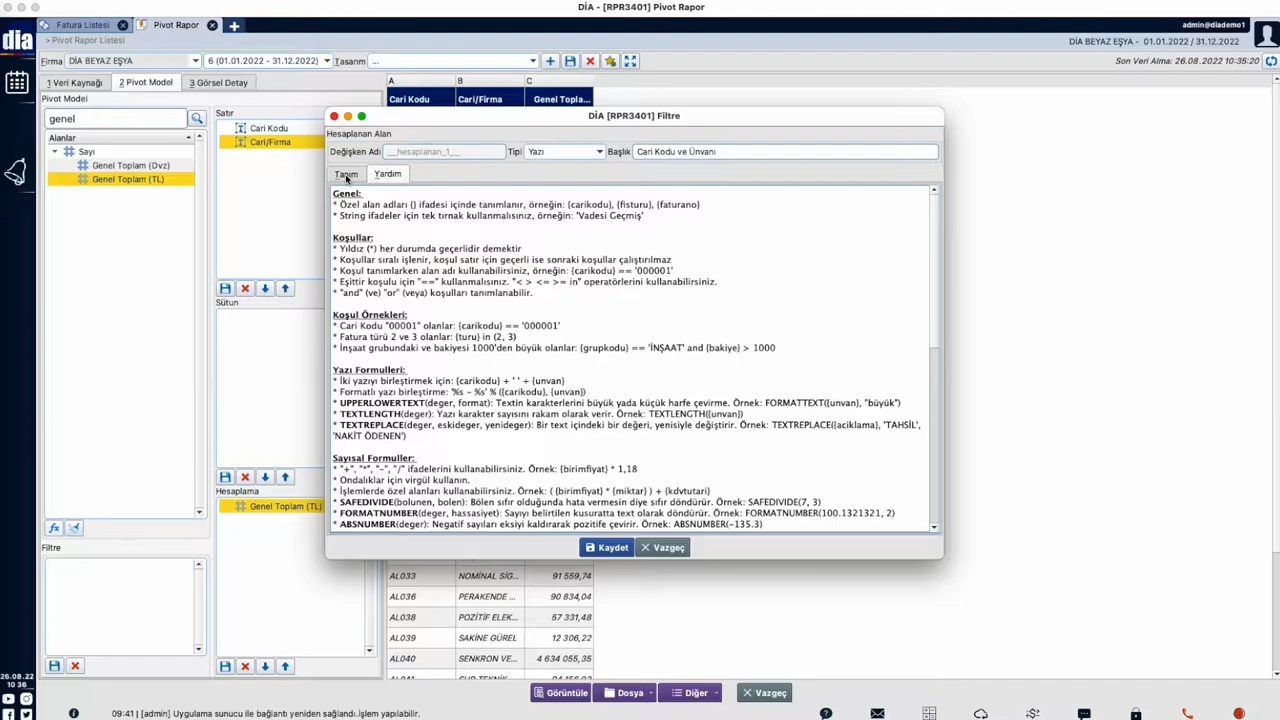 DİA - [RPR3401] Pivot Rapor
dia
Fatura Listesi
Pivot Rapor
admin@diademo1
> Pivot Rapor Listesi
DİA BEYAZ EŞYA - 01.01.2022 / 31.12.2022
Firma DİA BEYAZ EŞYA 6 (01.01.2022 - 31.12.2022) Tasarım ...
Son Veri Alma: 26.08.2022 10:35:20
1 Veri Kaynağı 2 Pivot Model 3 Görsel Detay
A B C
Pivot Model
Satır
Cari Kodu Cari/Firma Genel Topla...
genel
Alanlar
Sayı
Genel Toplam (Dvz)
Genel Toplam (TL)
Cari Kodu
Cari/Firma
Sütun
Hesaplama
Genel Toplam (TL)
Filtre
DİA [RPR3401] Filtre
Hesaplanan Alan
Değişken Adı __hesaplanan_1__ Tipi Yazı Başlık Cari Kodu ve Ünvanı
Tanım Yardım
Genel:
* Özel alan adları {} ifadesi içinde tanımlanır, örneğin: {carikodu}, {fisturu}, {faturano}
* String ifadeler için tek tırnak kullanmalısınız, örneğin: 'Vadesi Geçmiş'
Koşullar:
* Yıldız (*) her durumda geçerlidir demektir
* Koşullar sıralı işlenir, koşul satır için geçerli ise sonraki koşullar çalıştırılmaz
* Koşul tanımlarken alan adı kullanabilirsiniz, örneğin: {carikodu} == '000001'
* Eşittir koşulu için "==" kullanmalısınız. "< > <= >= in" operatörlerini kullanabilirsiniz.
* "and" (ve) "or" (veya) koşulları tanımlanabilir.
Koşul Örnekleri:
* Cari Kodu "00001" olanlar: {carikodu} == '000001'
* Fatura türü 2 ve 3 olanlar: {turu} in (2, 3)
* İnşaat grubundaki ve bakiyesi 1000'den büyük olanlar: {grupkodu} == 'İNŞAAT' and {bakiye} > 1000
Yazı Formulleri:
* İki yazıyı birleştirmek için: {carikodu} + ' ' + {unvan}
* Formatlı yazı birleştirme: '%s - %s' % ({carikodu}, {unvan})
* UPPERLOWERTEXT(deger, format): Textin karakterlerini büyük yada küçük harfe çevirme. Örnek: FORMATTEXT({unvan}, "büyük")
* TEXTLENGTH(deger): Yazı karakter sayısını rakam olarak verir. Örnek: TEXTLENGTH({unvan})
* TEXTREPLACE(deger, eskideger, yenideger): Bir text içindeki bir değeri, yenisiyle değiştirir. Örnek: TEXTREPLACE({aciklama}, 'TAHSİL',
'NAKİT ÖDENEN')
Sayısal Formuller:
* "+", "*", "-", "/" ifadelerini kullanabilirsiniz. Örnek: {birimfiyat} * 1,18
* Ondalıklar için virgül kullanın.
* İşlemlerde özel alanları kullanabilirsiniz. Örnek: ( {birimfiyat} * {miktar} ) + {kdvtutari}
* SAFEDIVIDE(bolunen, bolen): Bölen sıfır olduğunda hata vermesin diye sıfır döndürür. Örnek: SAFEDIVIDE(7, 3)
* FORMATNUMBER(deger, hassasiyet): Sayıyı belirtilen kusuratta text olarak döndürür. Örnek: FORMATNUMBER(100.1321321, 2)
* ABSNUMBER(deger): Negatif sayıları eksiyi kaldırarak pozitife çevirir. Örnek: ABSNUMBER(-135.3)
Kaydet Vazgeç
AL033 NOMİNAL SİG... 91 559,74
AL036 PERAKENDE ... 90 834,04
AL038 POZİTİF ELEK... 57 331,48
AL039 SAKİNE GÜREL 12 306,22
AL040 SENKRON VE... 4 634 055,35
Görüntüle Dosya Diğer Vazgeç
26.08.22
10 36
09:41 | [admin] Uygulama sunucu ile bağlantı yeniden sağlandı.İşlem yapılabilir.